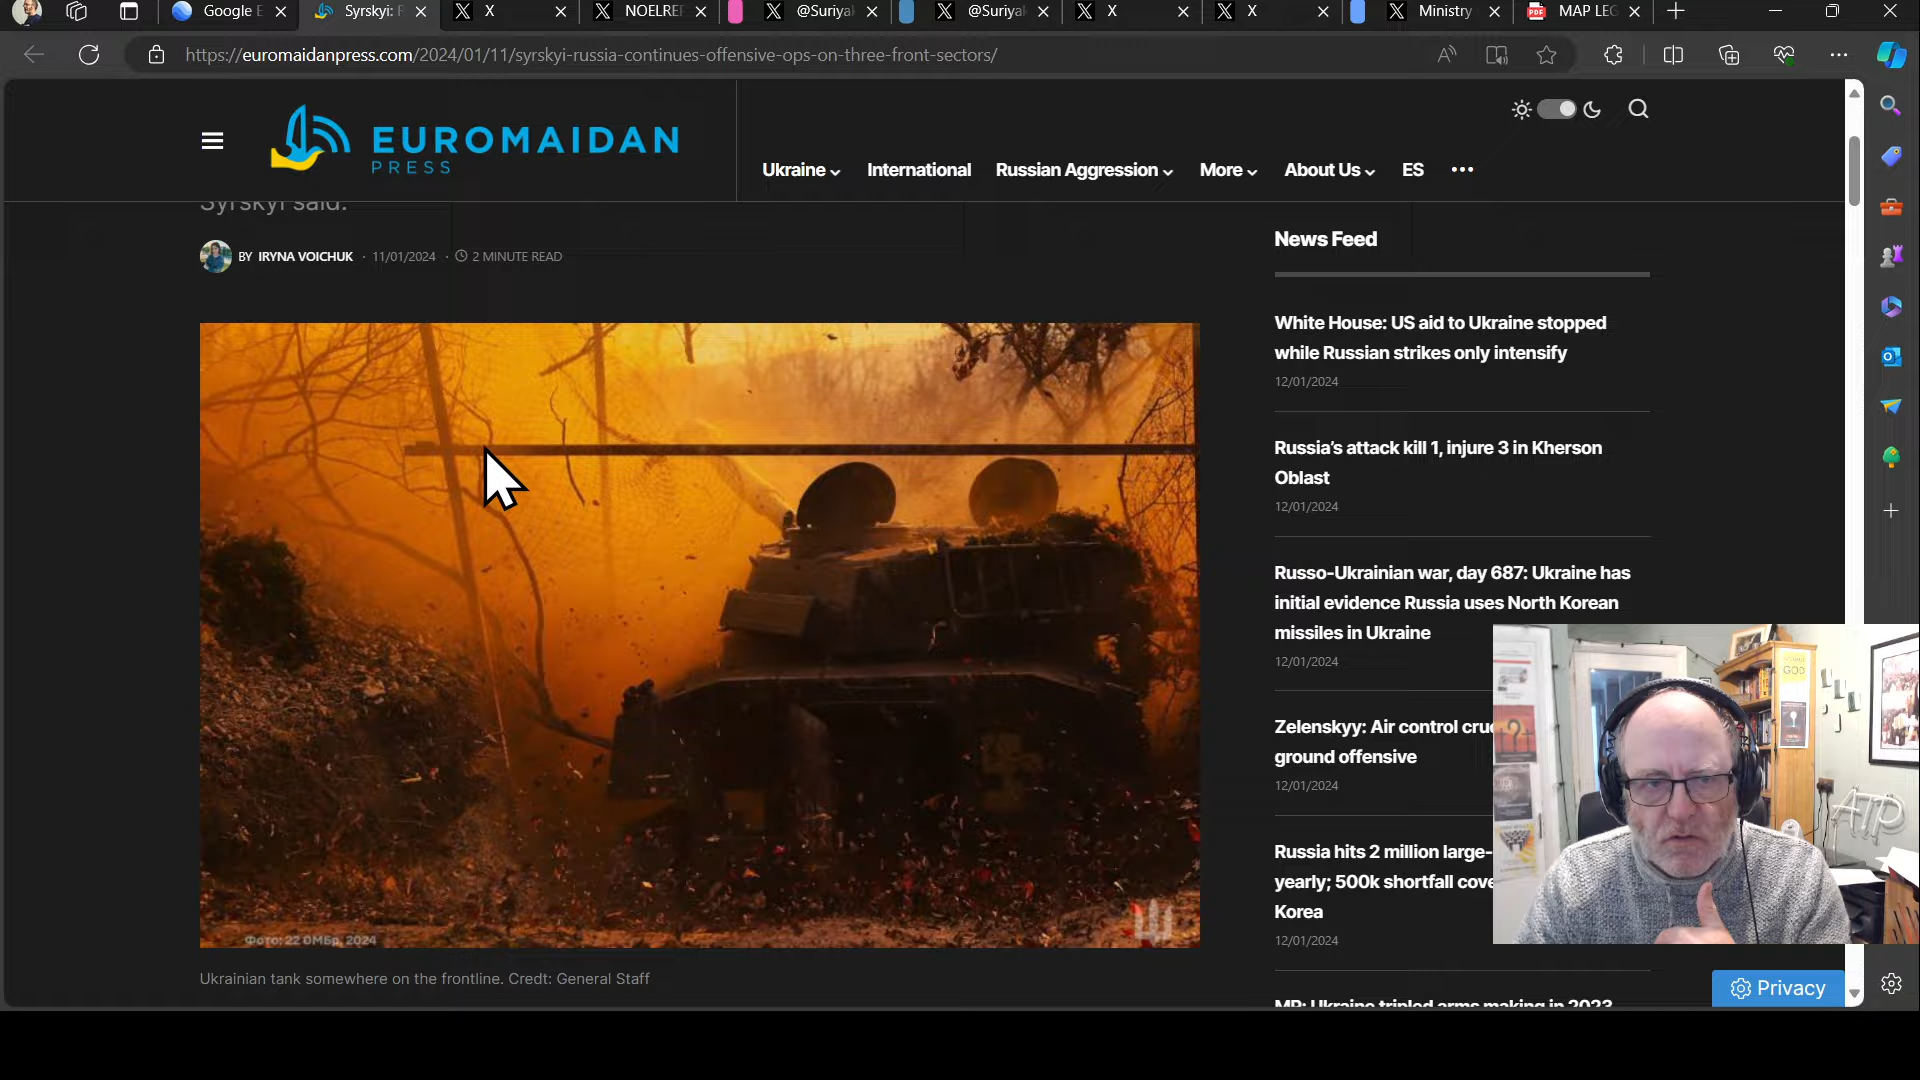 Google E
Syrskyi: F
X
NOELREP
@Suriya
@Suriya
X
X
Ministry
MAP LEG
https://euromaidanpress.com/2024/01/11/syrskyi-russia-continues-offensive-ops-on-three-front-sectors/
EUROMAIDAN
PRESS
Ukraine
International
Russian Aggression
More
About Us
ES
Syrskyi said.
BY IRYNA VOICHUK · 11/01/2024 · 2 MINUTE READ
Фото: 22 ОМБр, 2024
Ukrainian tank somewhere on the frontline. Credt: General Staff
News Feed
White House: US aid to Ukraine stopped
while Russian strikes only intensify
12/01/2024
Russia's attack kill 1, injure 3 in Kherson
Oblast
12/01/2024
Russo-Ukrainian war, day 687: Ukraine has
initial evidence Russia uses North Korean
missiles in Ukraine
12/01/2024
Zelenskyy: Air control cru
ground offensive
12/01/2024
Russia hits 2 million large-
yearly; 500k shortfall cove
Korea
12/01/2024
MP: Ukraine tripled arms making in 2023
GOD
ATP
Privacy